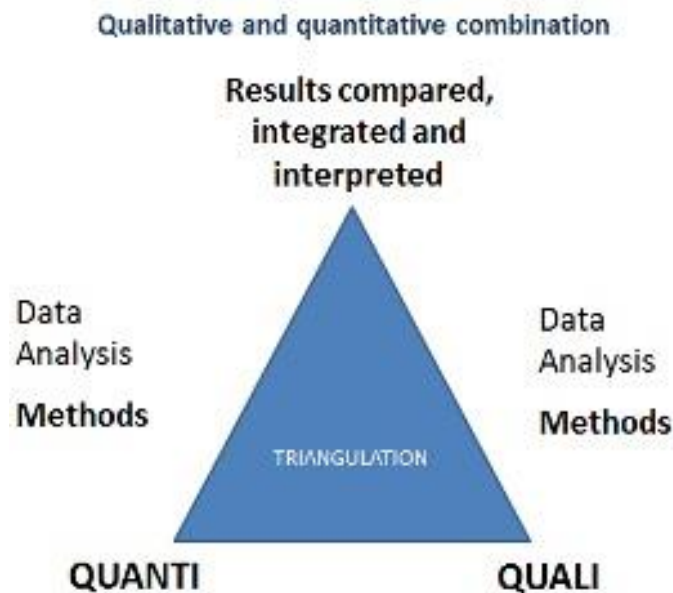 Qualitative and quantitative combination
Results compared,
integrated and
interpreted
Data
Analysis
Methods
Data
Analysis
Methods
TRIANGULATION
QUANTI
QUALI